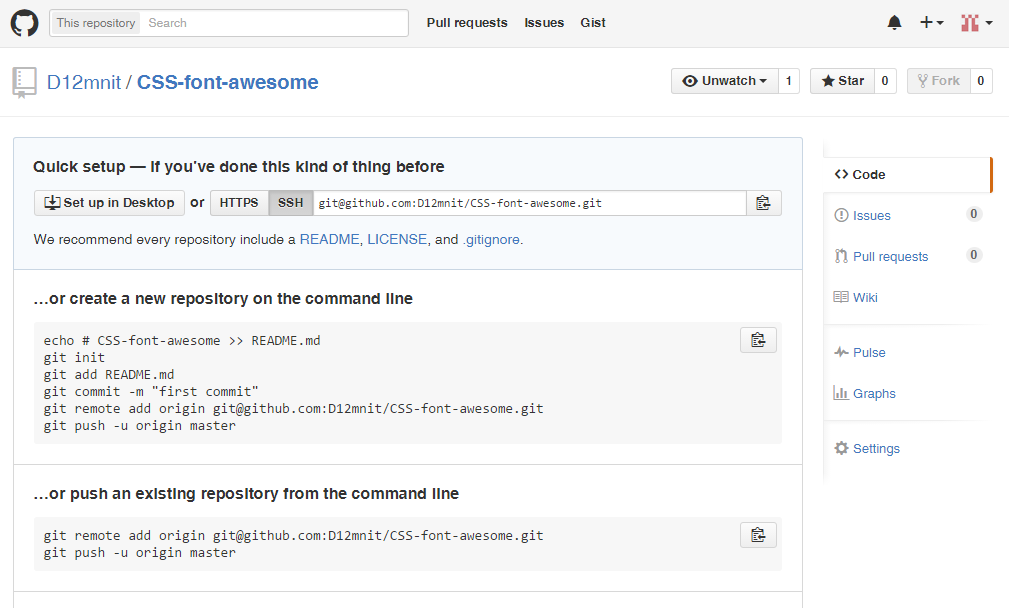 This repository Search Pull requests Issues Gist
D12mnit / CSS-font-awesome Unwatch 1 Star 0 Fork 0
Quick setup — if you've done this kind of thing before
Set up in Desktop or HTTPS SSH git@github.com:D12mnit/CSS-font-awesome.git
We recommend every repository include a README, LICENSE, and .gitignore.
…or create a new repository on the command line
echo # CSS-font-awesome >> README.md
git init
git add README.md
git commit -m "first commit"
git remote add origin git@github.com:D12mnit/CSS-font-awesome.git
git push -u origin master
…or push an existing repository from the command line
git remote add origin git@github.com:D12mnit/CSS-font-awesome.git
git push -u origin master
Code
Issues 0
Pull requests 0
Wiki
Pulse
Graphs
Settings